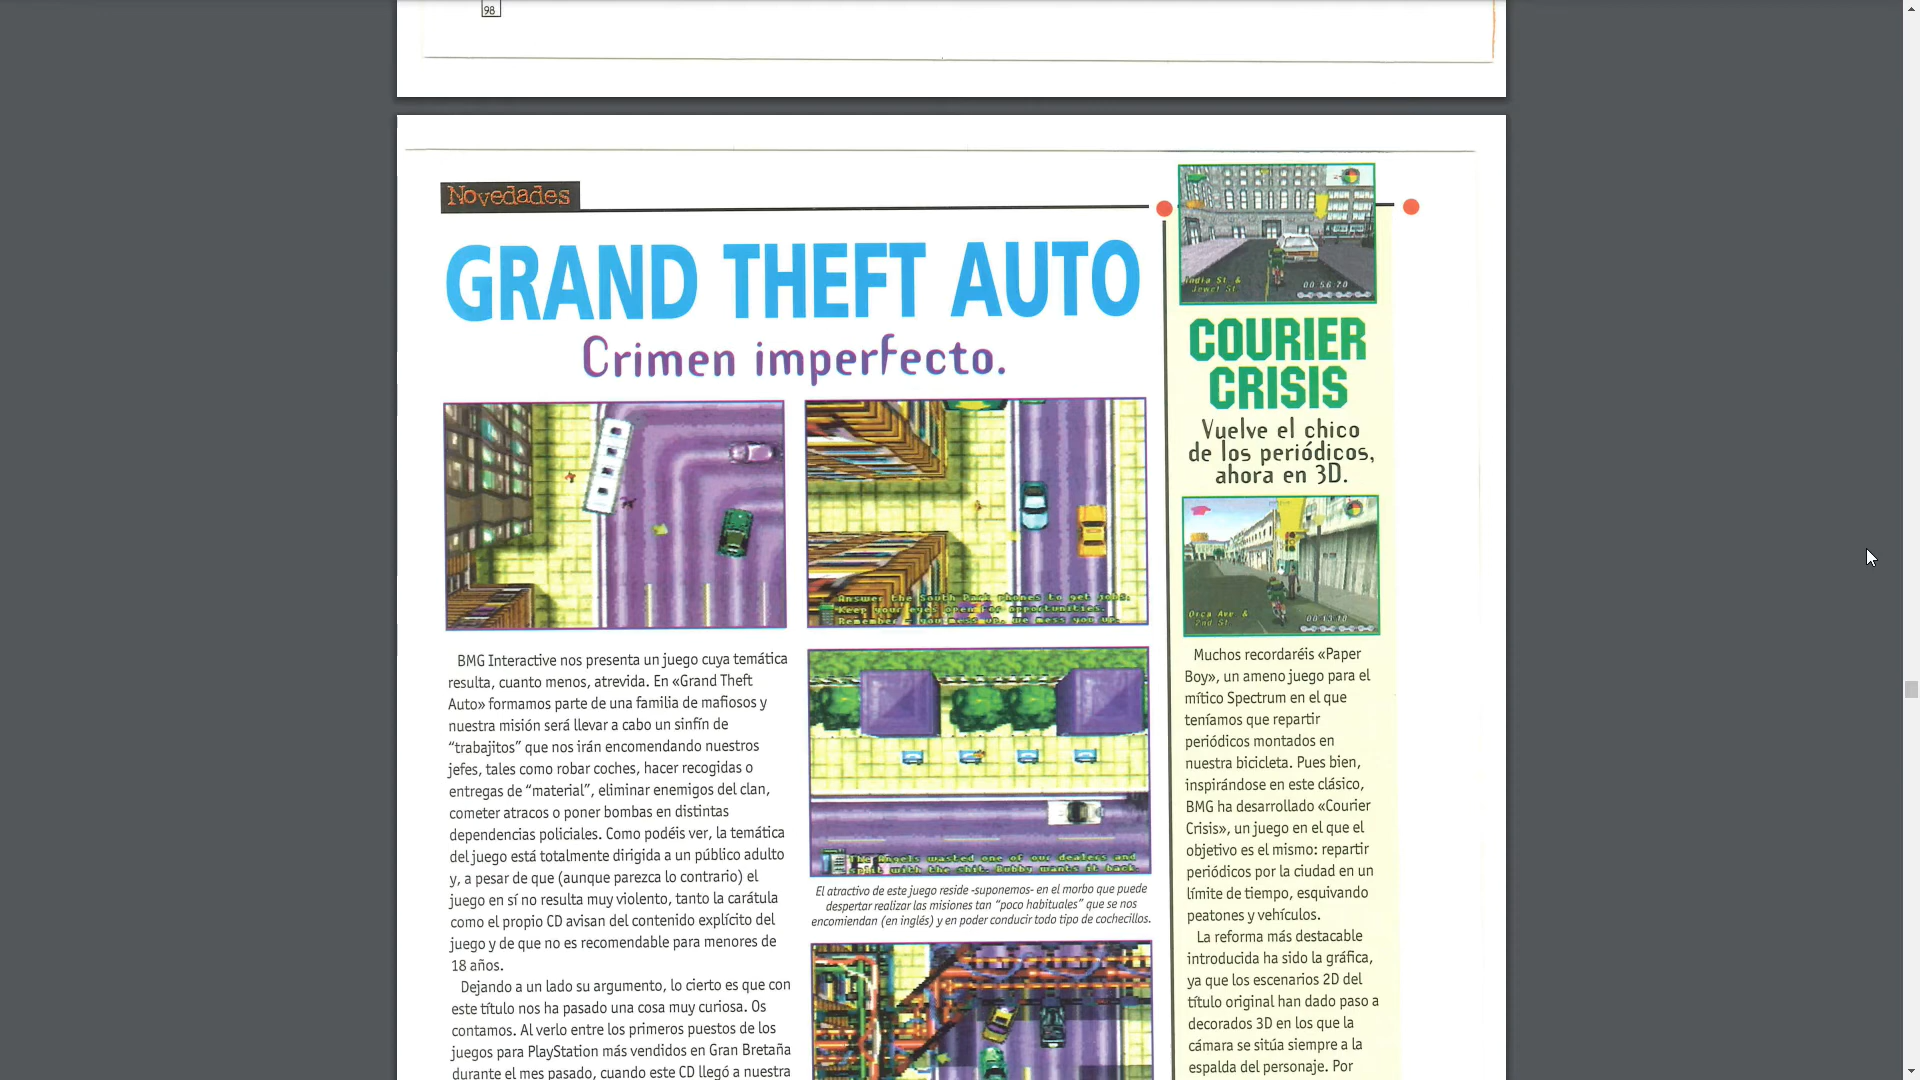 98
Novedades
GRAND THEFT AUTO
Crimen imperfecto.
Answer the South Park phones to get jobs.
Keep your eyes open for opportunities.
Remember - you mess up, we mess you up.
BMG Interactive nos presenta un juego cuya temática
resulta, cuanto menos, atrevida. En «Grand Theft
Auto» formamos parte de una familia de mafiosos y
nuestra misión será llevar a cabo un sinfín de
“trabajitos” que nos irán encomendando nuestros
jefes, tales como robar coches, hacer recogidas o
entregas de “material”, eliminar enemigos del clan,
cometer atracos o poner bombas en distintas
dependencias policiales. Como podéis ver, la temática
del juego está totalmente dirigida a un público adulto
y, a pesar de que (aunque parezca lo contrario) el
juego en sí no resulta muy violento, tanto la carátula
como el propio CD avisan del contenido explícito del
juego y de que no es recomendable para menores de
18 años.
Dejando a un lado su argumento, lo cierto es que con
este título nos ha pasado una cosa muy curiosa. Os
contamos. Al verlo entre los primeros puestos de los
juegos para PlayStation más vendidos en Gran Bretaña
durante el mes pasado, cuando este CD llegó a nuestra
The Angels wasted one of our dealers and
split with the shit. Bubby wants it back.
El atractivo de este juego reside -suponemos- en el morbo que puede
despertar realizar las misiones tan “poco habituales” que se nos
encomiendan (en inglés) y en poder conducir todo tipo de cochecillos.
India St &
Jewel St
00:56:70
COURIER
CRISIS
Vuelve el chico
de los periódicos,
ahora en 3D.
Orca Ave &
2nd St
Muchos recordaréis «Paper
Boy», un ameno juego para el
mítico Spectrum en el que
teníamos que repartir
periódicos montados en
nuestra bicicleta. Pues bien,
inspirándose en este clásico,
BMG ha desarrollado «Courier
Crisis», un juego en el que el
objetivo es el mismo: repartir
periódicos por la ciudad en un
límite de tiempo, esquivando
peatones y vehículos.
La reforma más destacable
introducida ha sido la gráfica,
ya que los escenarios 2D del
título original han dado paso a
decorados 3D en los que la
cámara se sitúa siempre a la
espalda del personaje. Por